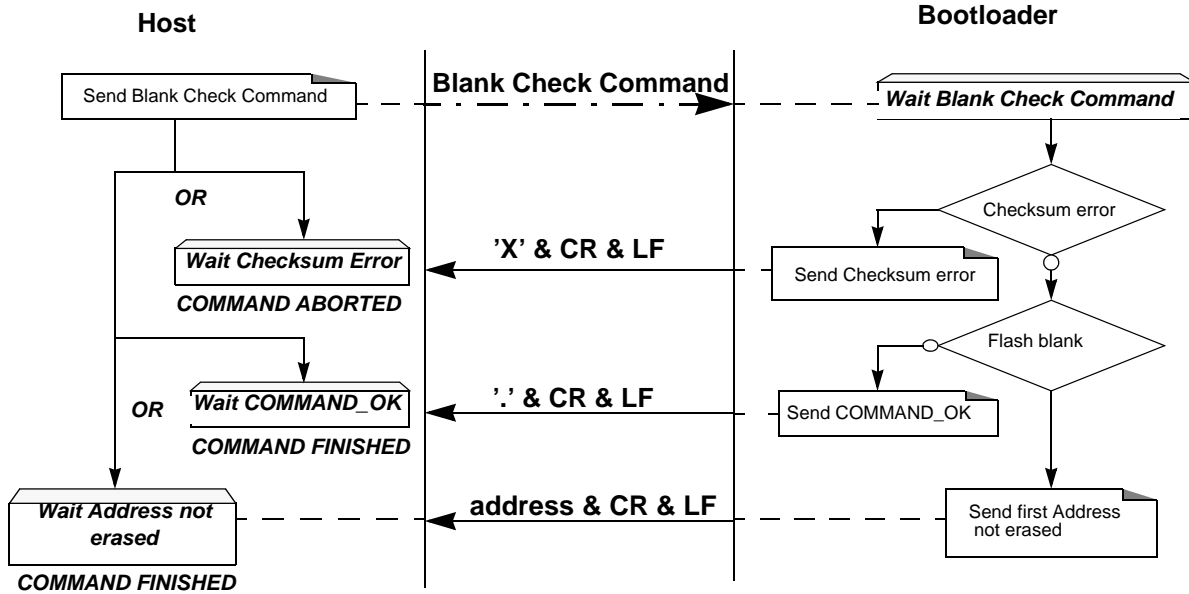 Host
Bootloader
Send Blank Check Command
Blank Check Command
Wait Blank Check Command
OR
Checksum error
Wait Checksum Error
’X’ & CR & LF
Send Checksum error
COMMAND ABORTED
Flash blank
OR
Wait COMMAND_OK
’.’ & CR & LF
Send COMMAND_OK
COMMAND FINISHED
Wait Address not
erased
address & CR & LF
Send first Address
not erased
COMMAND FINISHED